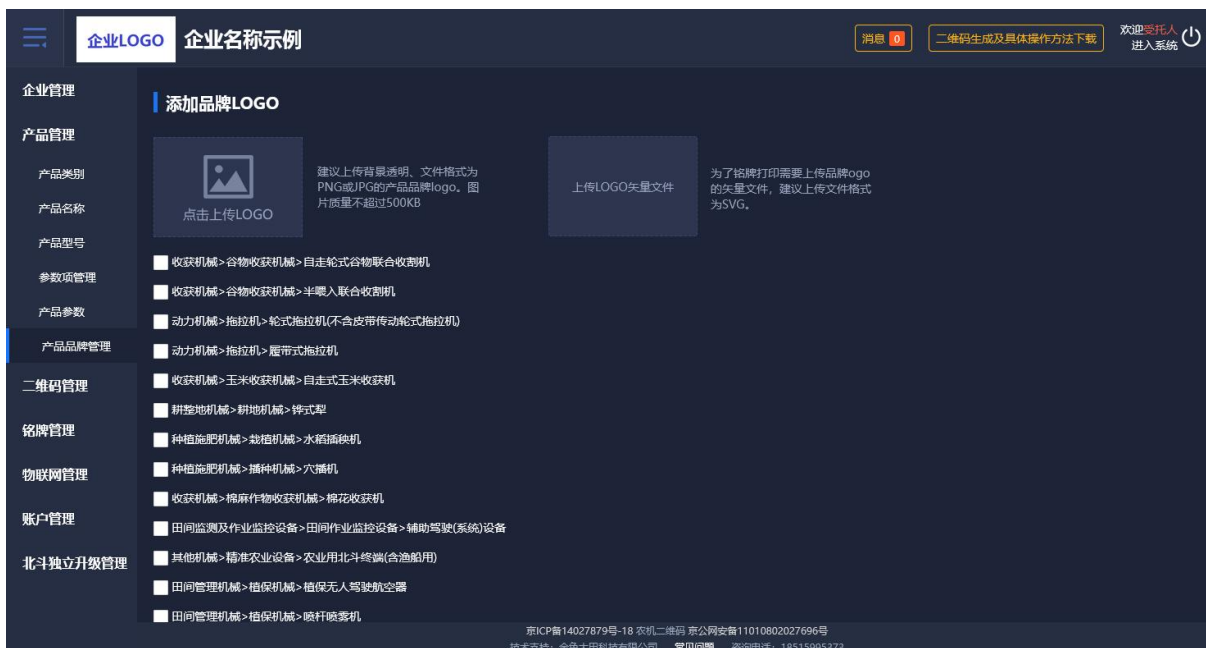 企业LOGO 企业名称示例
消息 0 二维码生成及具体操作方法下载 欢迎受托人
进入系统
企业管理
产品管理
产品类别
产品名称
产品型号
参数项管理
产品参数
产品品牌管理
二维码管理
铭牌管理
物联网管理
账户管理
北斗独立升级管理
添加品牌LOGO
点击上传LOGO
建议上传背景透明、文件格式为
PNG或JPG的产品品牌logo。图
片质量不超过500KB
上传LOGO矢量文件
为了铭牌打印需要上传品牌ogo
的矢量文件，建议上传文件格式
为SVG。
收获机械>谷物收获机械>自走轮式谷物联合收割机
收获机械>谷物收获机械>半喂入联合收割机
动力机械>拖拉机>轮式拖拉机(不含皮带传动轮式拖拉机)
动力机械>拖拉机>履带式拖拉机
收获机械>玉米收获机械>自走式玉米收获机
耕整地机械>耕地机械>铧式犁
种植施肥机械>栽植机械>水稻插秧机
种植施肥机械>播种机械>穴播机
收获机械>棉麻作物收获机械>棉花收获机
田间监测及作业监控设备>田间作业监控设备>辅助驾驶(系统)设备
其他机械>精准农业设备>农业用北斗终端(含渔船用)
田间管理机械>植保机械>植保无人驾驶航空器
田间管理机械>植保机械>喷杆喷雾机
京ICP备14027879号-18 农机二维码 京公网安备11010802027696号
技术支持：金色大田科技有限公司 常见问题 咨询电话：18515995373